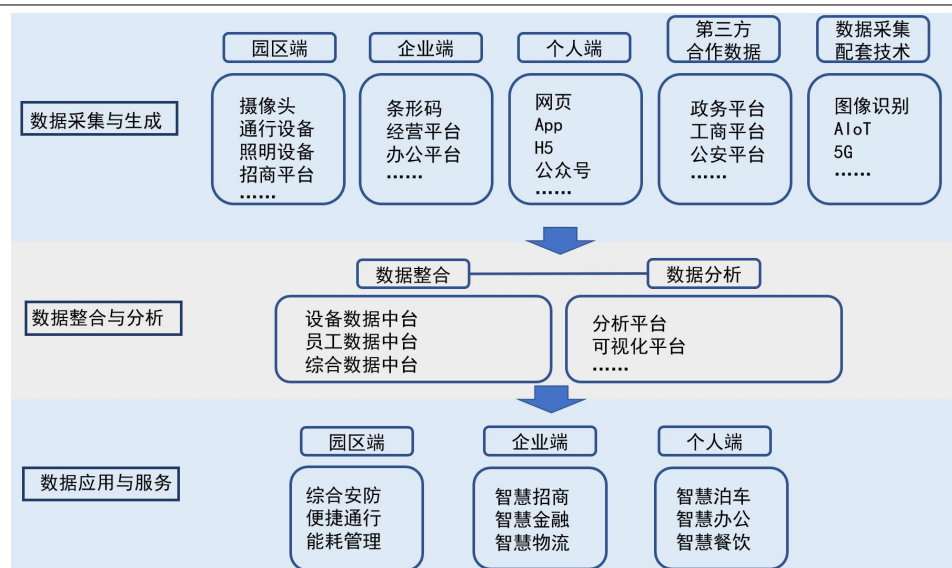 数据采集与生成
园区端
摄像头
通行设备
照明设备
招商平台
……
企业端
条形码
经营平台
办公平台
……
个人端
网页
App
H5
公众号
……
第三方
合作数据
政务平台
工商平台
公安平台
……
数据采集
配套技术
图像识别
AIoT
5G
……
数据整合与分析
数据整合
设备数据中台
员工数据中台
综合数据中台
数据分析
分析平台
可视化平台
……
数据应用与服务
园区端
综合安防
便捷通行
能耗管理
企业端
智慧招商
智慧金融
智慧物流
个人端
智慧泊车
智慧办公
智慧餐饮